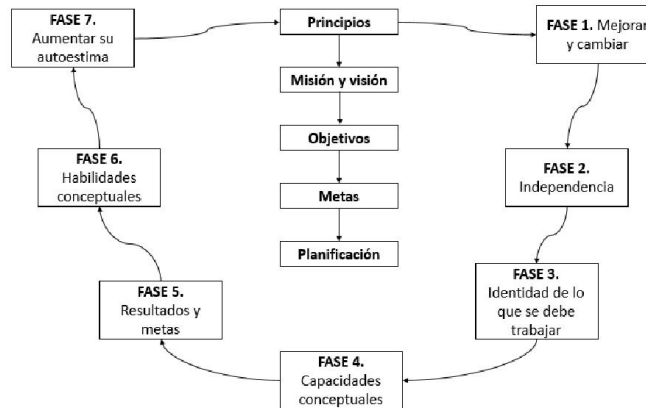 Principios
Misión y visión
Objetivos
Metas
Planificación
FASE 1. Mejorar
y cambiar
FASE 2.
Independencia
FASE 3.
Identidad de lo
que se debe
trabajar
FASE 4.
Capacidades
conceptuales
FASE 5.
Resultados y
metas
FASE 6.
Habilidades
conceptuales
FASE 7.
Aumentar su
autoestima